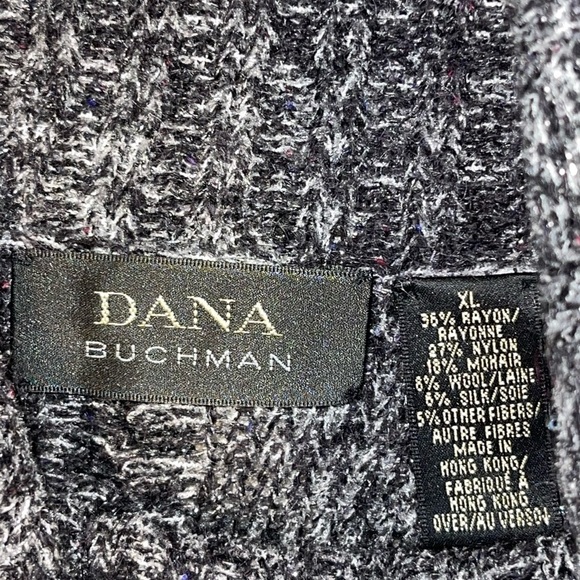 DANA
BUCHMAN
XL
36% RAYON/
RAYONNE
27% NYLON
18% MOHAIR
8% WOOL/LAINE
6% SILK/SOIE
5% OTHER FIBERS/
AUTRE FIBRES
MADE IN
HONG KONG/
FABRIQUÉ À
HONG KONG
OVER/AU VERSO↓